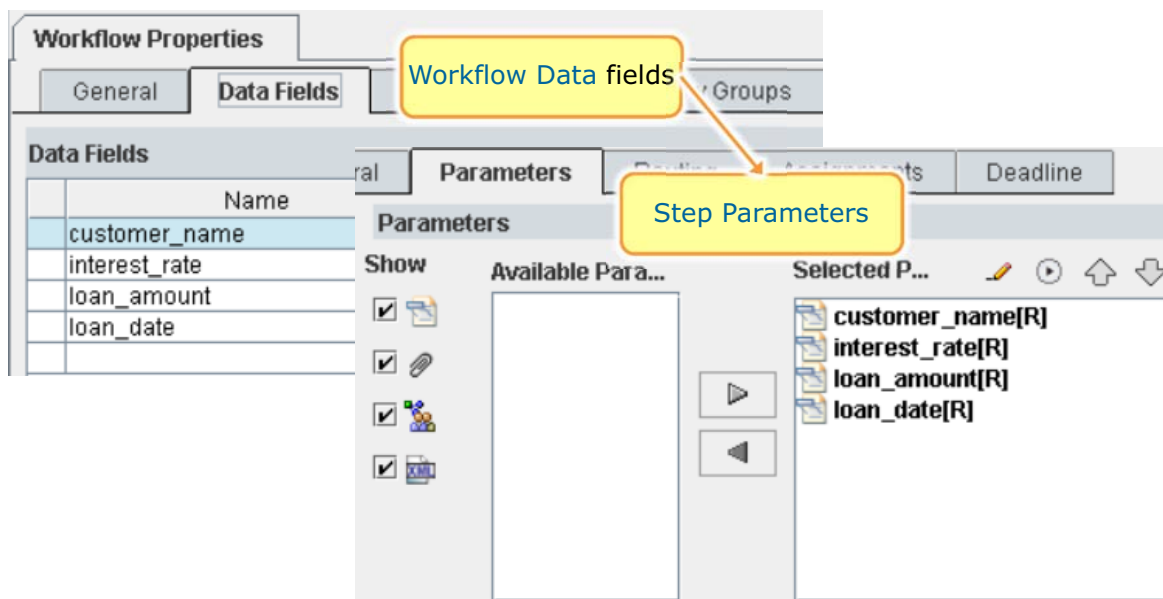 Workflow Properties
Workflow Data fields
General
Data Fields
Groups
Data Fields
Name
customer_name
interest_rate
loan_amount
loan_date
Parameters
Deadline
Step Parameters
Parameters
Show
Available Para...
Selected P...
customer_name[R]
interest_rate[R]
loan_amount[R]
loan_date[R]
XML